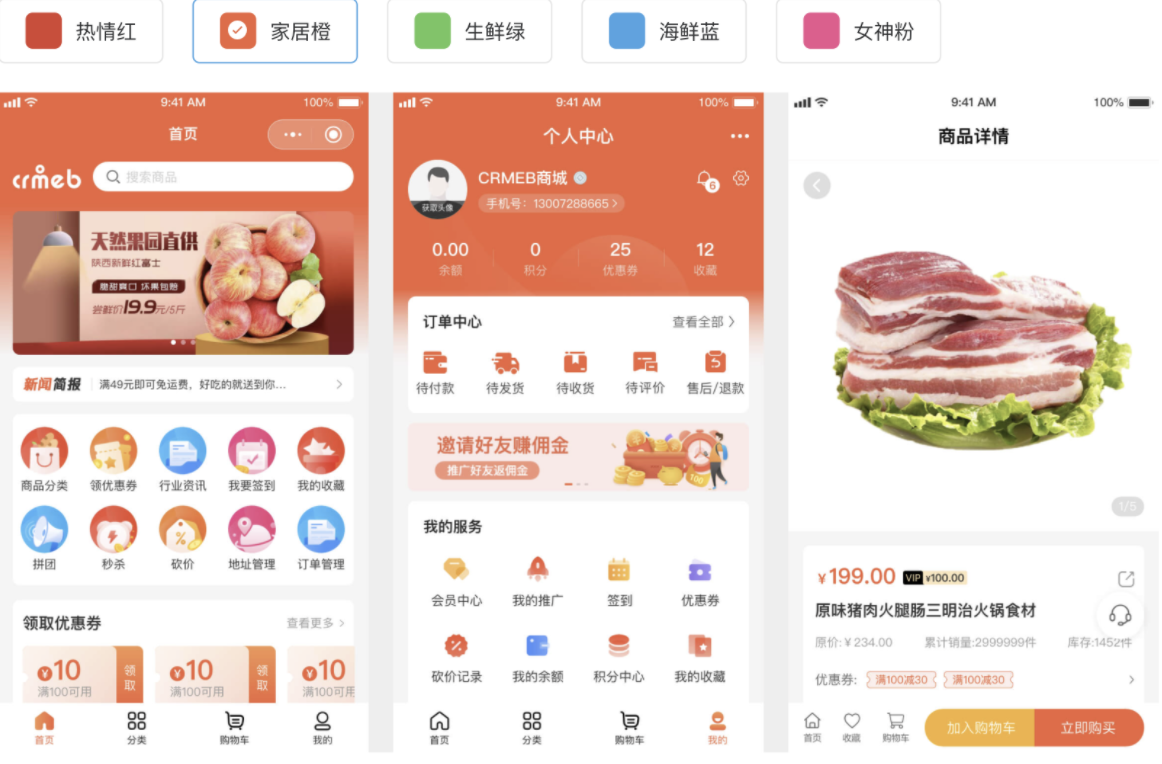 热情红
家居橙
生鲜绿
海鲜蓝
女神粉
9:41 AM
100%
首页
crmeb
搜索商品
天然果园直供
陕西新鲜红富士
脆甜爽口 坏果包赔
尝鲜价19.9元/5斤
新闻简报
满49元即可免运费，好吃的就送到你...
商品分类
领优惠券
行业资讯
我要签到
我的收藏
拼团
秒杀
砍价
地址管理
订单管理
领取优惠券
查看更多
¥10
满100可用
领取
¥10
满100可用
领取
¥10
满100可用
首页
分类
购物车
我的
9:41 AM
100%
个人中心
获取头像
CRMEB商城
手机号：13007288665
6
0.00
余额
0
积分
25
优惠券
12
收藏
订单中心
查看全部
待付款
待发货
待收货
待评价
售后/退款
邀请好友赚佣金
推广好友返佣金
100
我的服务
会员中心
我的推广
签到
优惠券
砍价记录
我的余额
积分中心
我的收藏
首页
分类
购物车
我的
9:41 AM
100%
商品详情
1/5
¥199.00
VIP ¥100.00
原味猪肉火腿肠三明治火锅食材
原价:¥234.00
累计销量:2999999件
库存:1452件
优惠券:
满100减30
满100减30
首页
收藏
购物车
加入购物车
立即购买